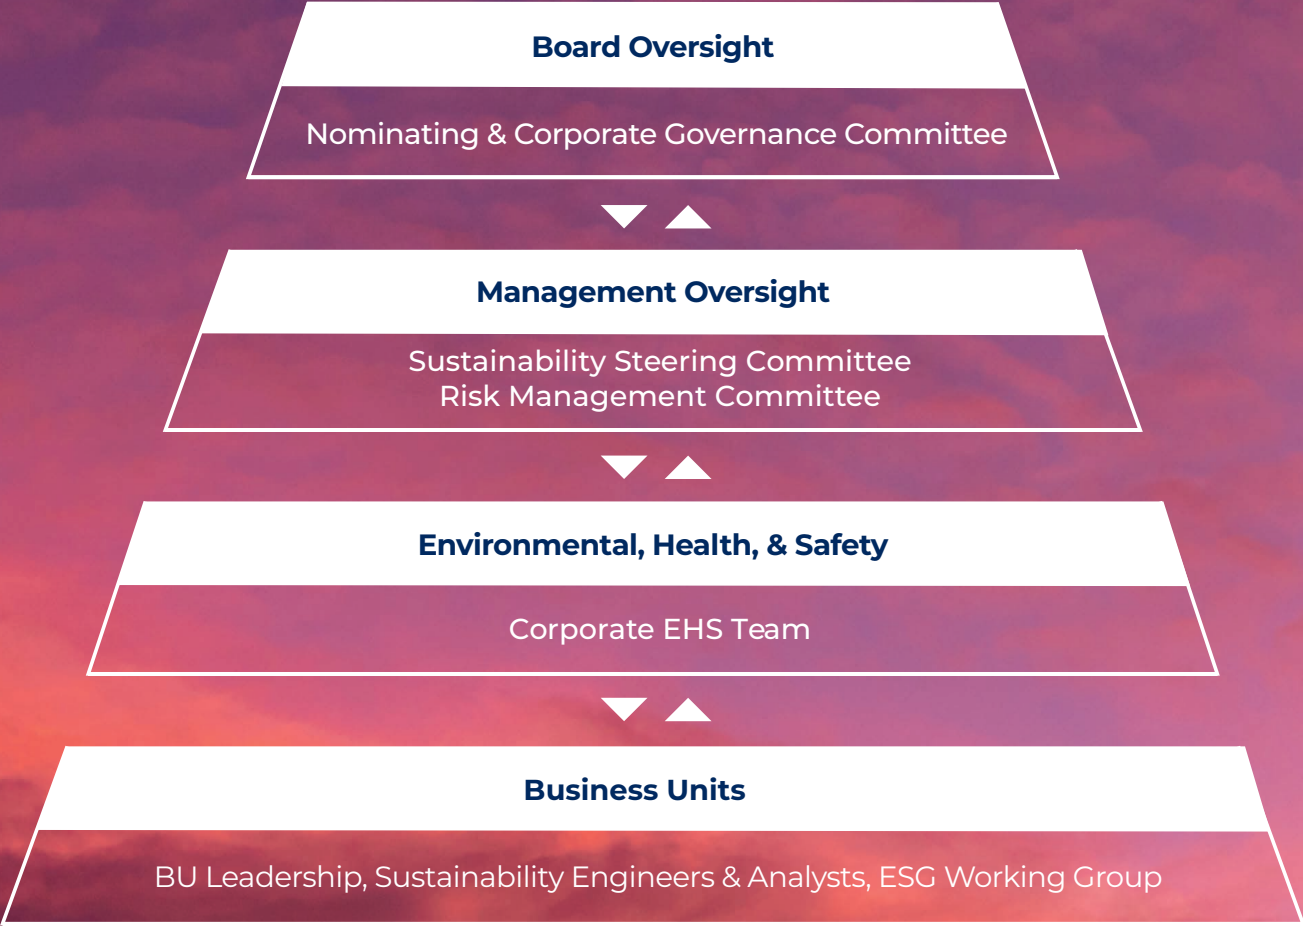 Board Oversight
Nominating & Corporate Governance Committee
Management Oversight
Sustainability Steering Committee
Risk Management Committee
Environmental, Health, & Safety
Corporate EHS Team
Business Units
BU Leadership, Sustainability Engineers & Analysts, ESG Working Group